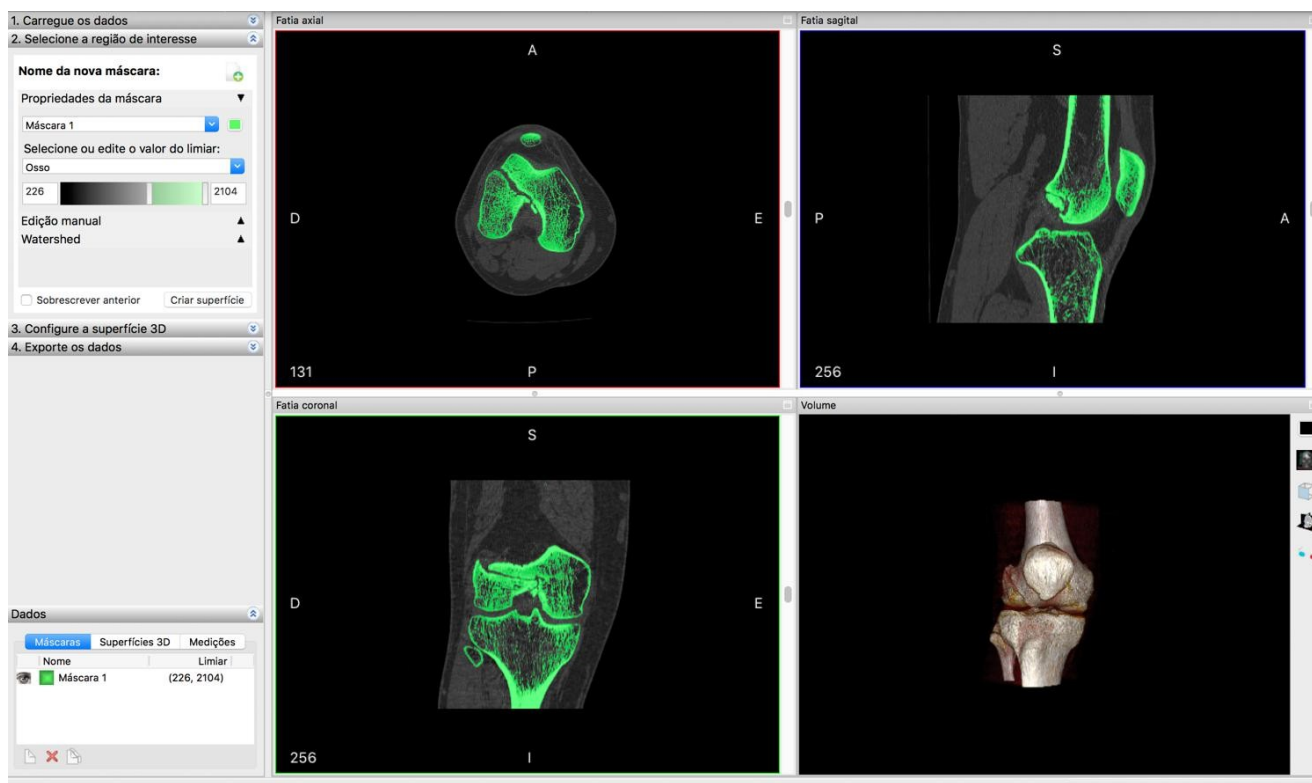 1. Carregue os dados
2. Selecione a região de interesse
Nome da nova máscara:
Propriedades da máscara
Máscara 1
Selecione ou edite o valor do limiar:
Osso
226 2104
Edição manual
Watershed
Sobrescrever anterior Criar superfície
3. Configure a superfície 3D
4. Exporte os dados
Dados
Máscaras Superfícies 3D Medições
Nome Limiar
Máscara 1 (226, 2104)
Fatia axial
A
D E
131 P
Fatia sagital
S
P A
256 I
Fatia coronal
S
D E
256 I
Volume